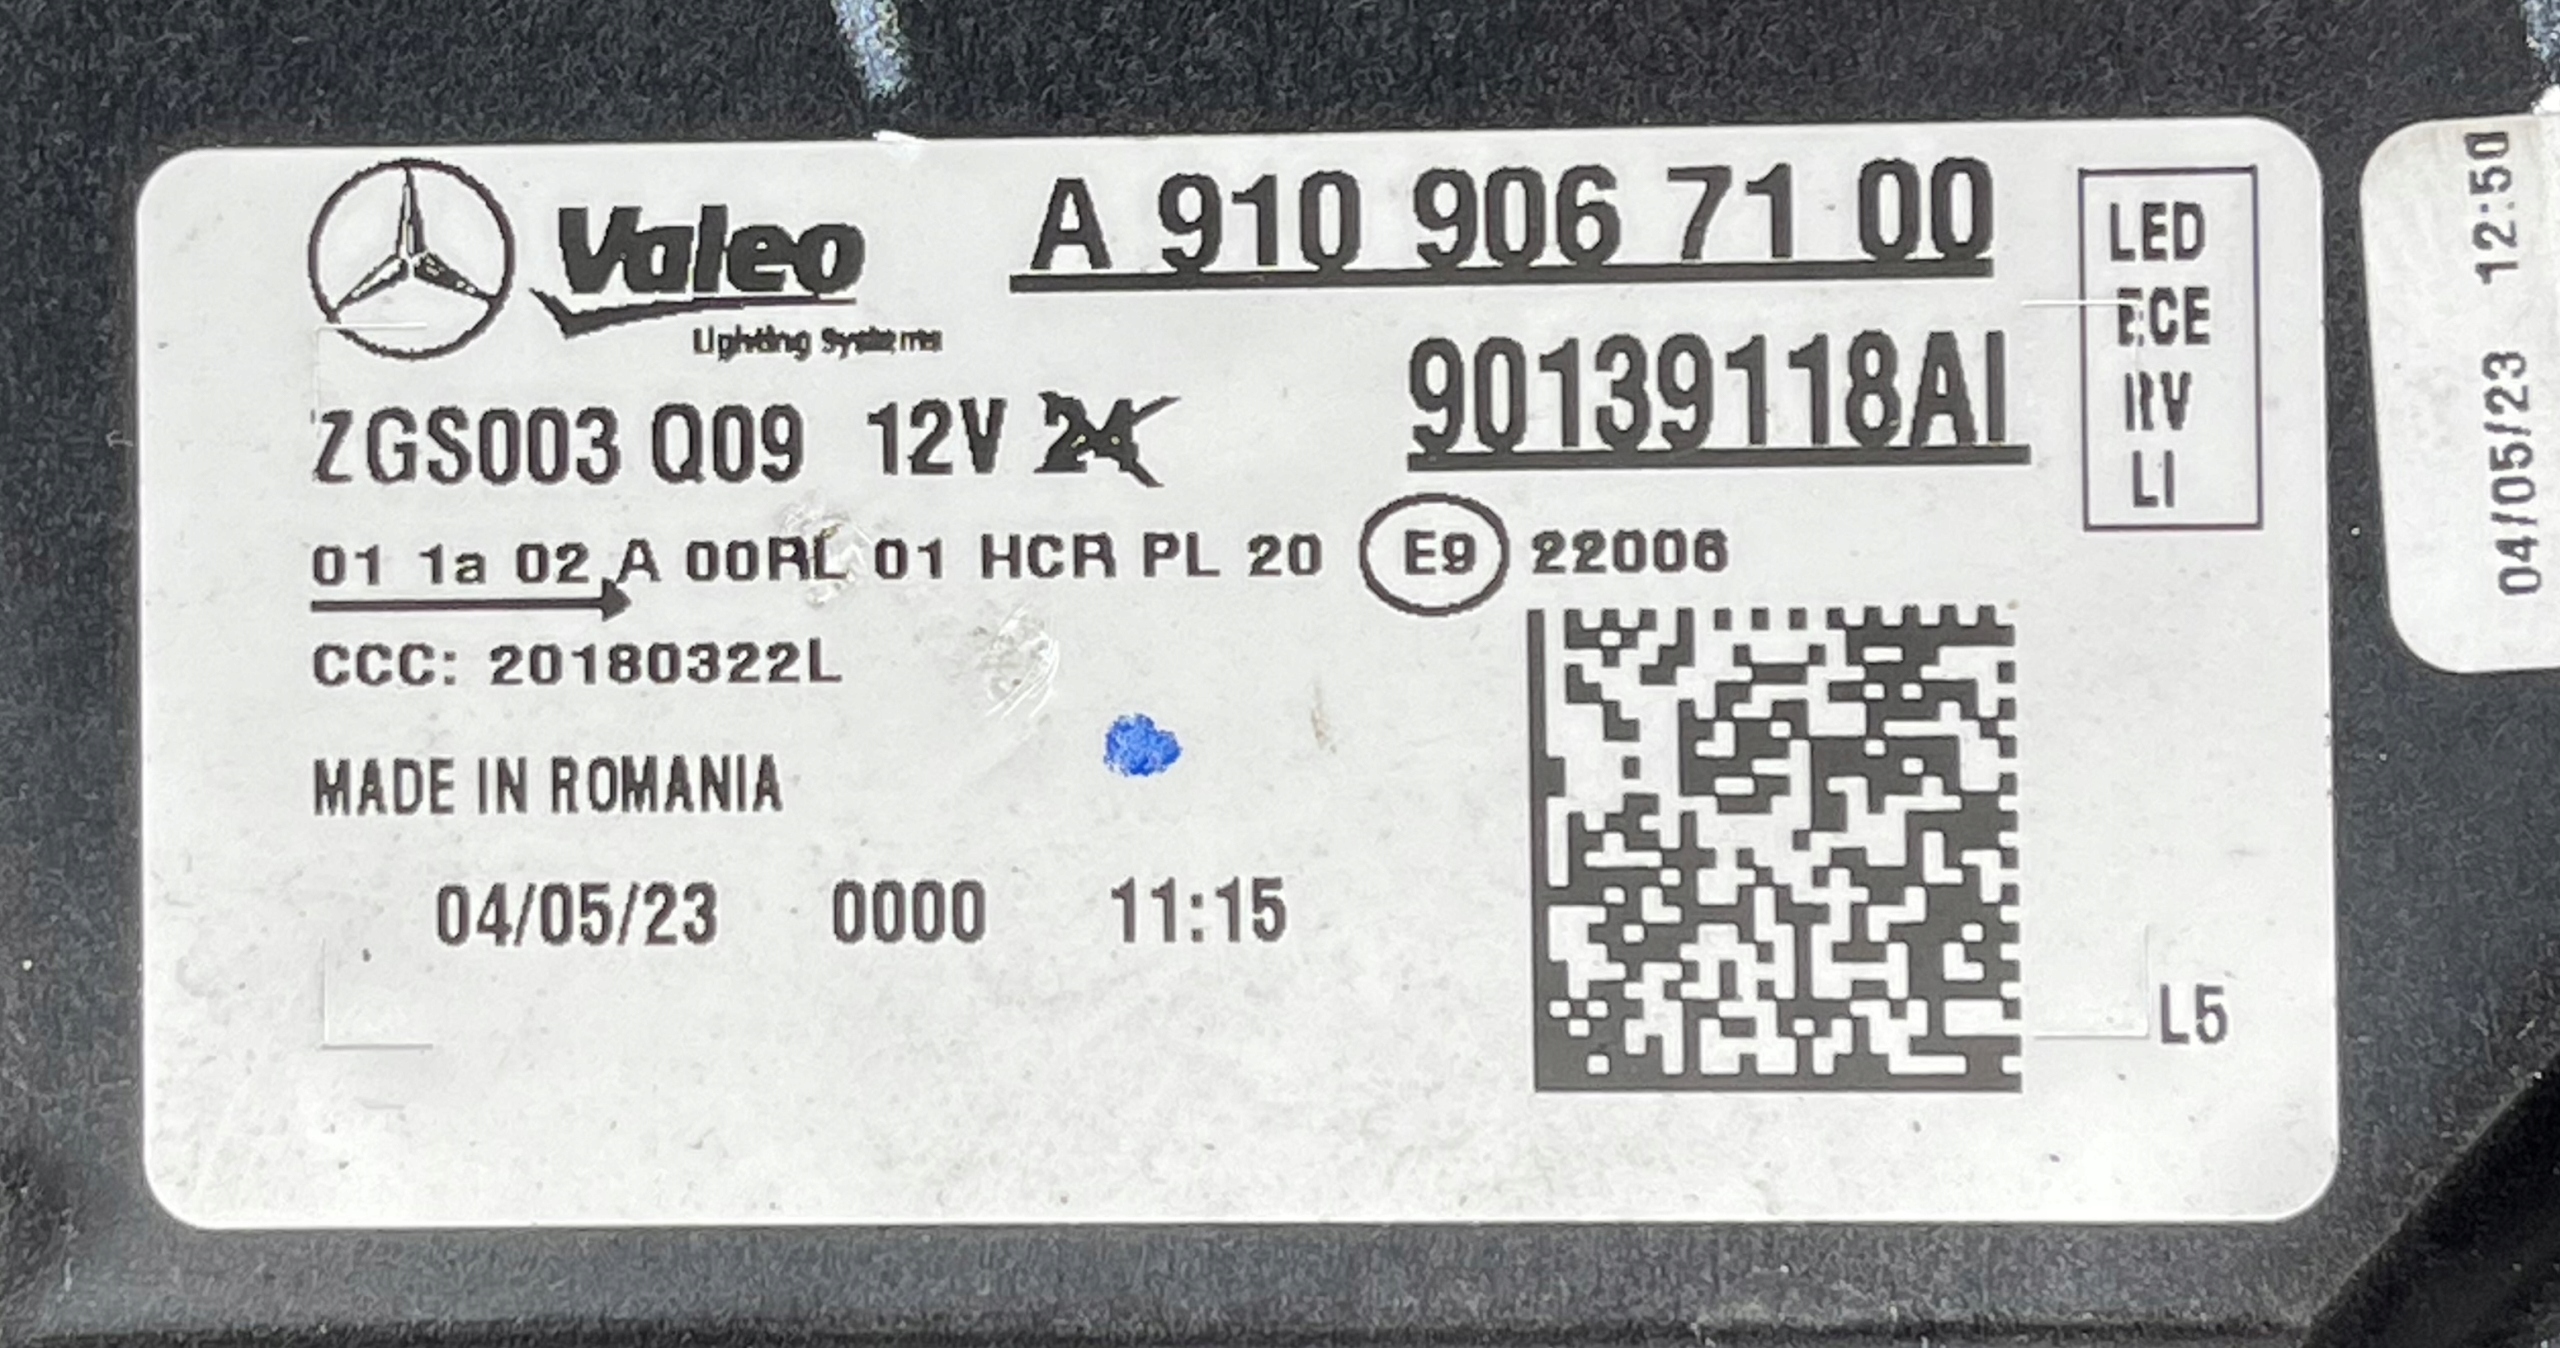 Valeo
Lighting Systems
A 910 906 71 00
90139118AI
LED
ECE
RV
LI
ZGS003 Q09 12V 24
01 1a 02 A 00RL 01 HCR PL 20 E9 22006
CCC: 20180322L
MADE IN ROMANIA
04/05/23 0000 11:15
L5
04/05/23 12:50